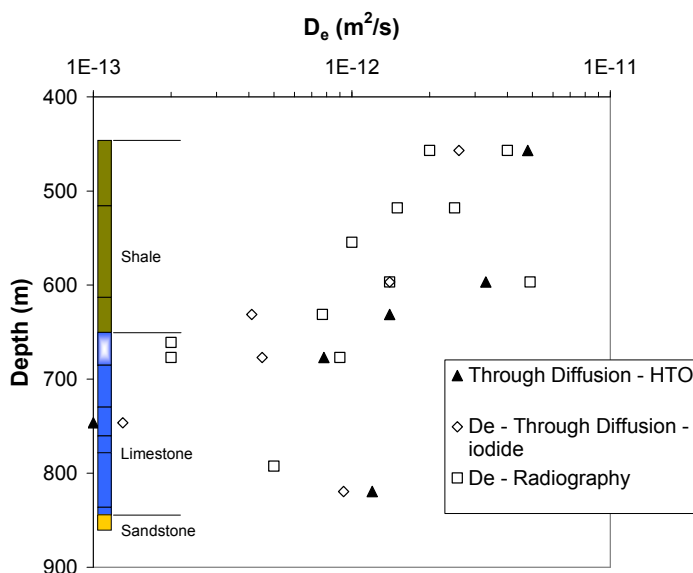 D_e (m²/s)
1E-13 1E-12 1E-11
400
500
600
700
800
900
Depth (m)
Shale
Limestone
Sandstone
Through Diffusion - HTO
De - Through Diffusion -
iodide
De - Radiography